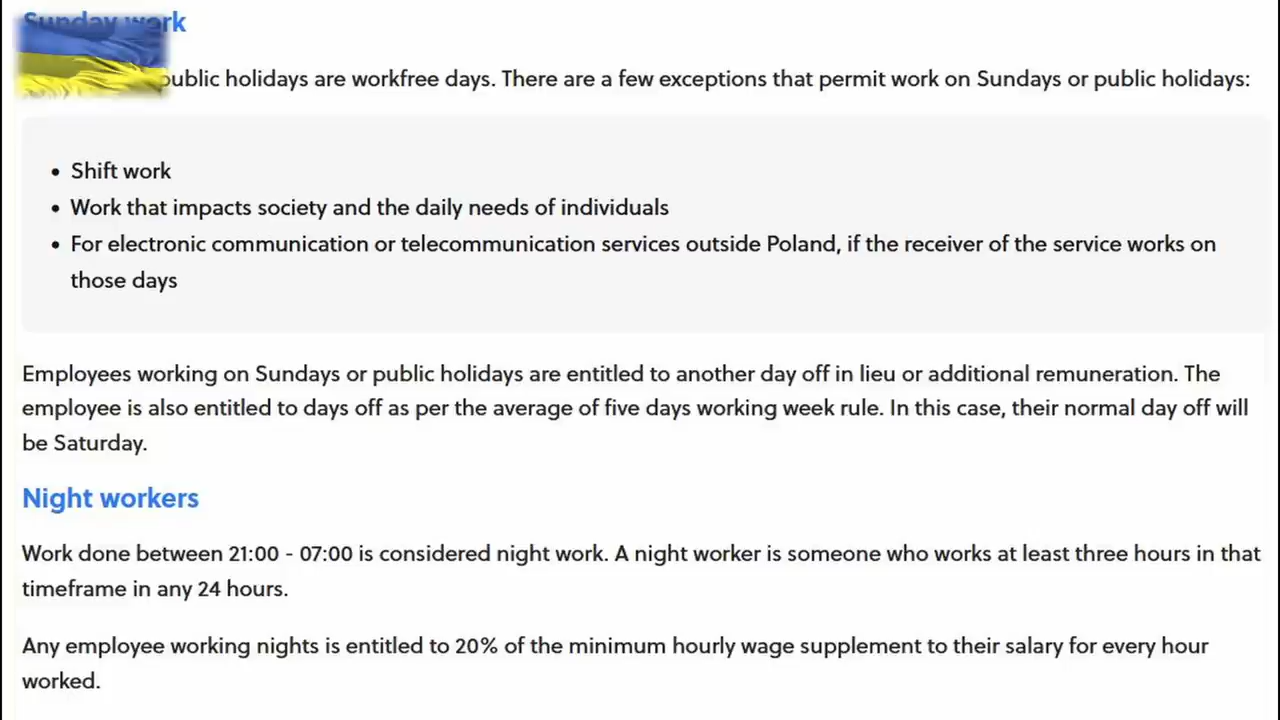 Sunday work
public holidays are workfree days. There are a few exceptions that permit work on Sundays or public holidays:
• Shift work
• Work that impacts society and the daily needs of individuals
• For electronic communication or telecommunication services outside Poland, if the receiver of the service works on
those days
Employees working on Sundays or public holidays are entitled to another day off in lieu or additional remuneration. The
employee is also entitled to days off as per the average of five days working week rule. In this case, their normal day off will
be Saturday.
Night workers
Work done between 21:00 - 07:00 is considered night work. A night worker is someone who works at least three hours in that
timeframe in any 24 hours.
Any employee working nights is entitled to 20% of the minimum hourly wage supplement to their salary for every hour
worked.